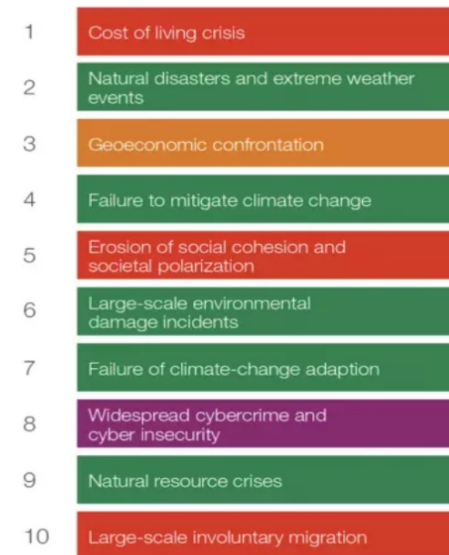 1 Cost of living crisis
2 Natural disasters and extreme weather
events
3 Geoeconomic confrontation
4 Failure to mitigate climate change
5 Erosion of social cohesion and
societal polarization
6 Large-scale environmental
damage incidents
7 Failure of climate-change adaption
8 Widespread cybercrime and
cyber insecurity
9 Natural resource crises
10 Large-scale involuntary migration